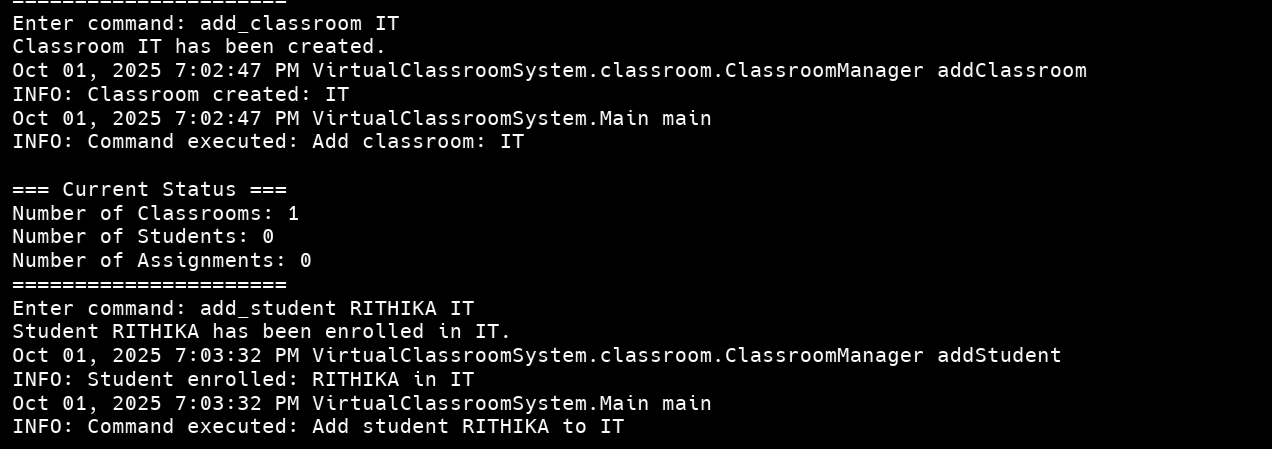 ======================
Enter command: add_classroom IT
Classroom IT has been created.
Oct 01, 2025 7:02:47 PM VirtualClassroomSystem.classroom.ClassroomManager addClassroom
INFO: Classroom created: IT
Oct 01, 2025 7:02:47 PM VirtualClassroomSystem.Main main
INFO: Command executed: Add classroom: IT
=== Current Status ===
Number of Classrooms: 1
Number of Students: 0
Number of Assignments: 0
======================
Enter command: add_student RITHIKA IT
Student RITHIKA has been enrolled in IT.
Oct 01, 2025 7:03:32 PM VirtualClassroomSystem.classroom.ClassroomManager addStudent
INFO: Student enrolled: RITHIKA in IT
Oct 01, 2025 7:03:32 PM VirtualClassroomSystem.Main main
INFO: Command executed: Add student RITHIKA to IT